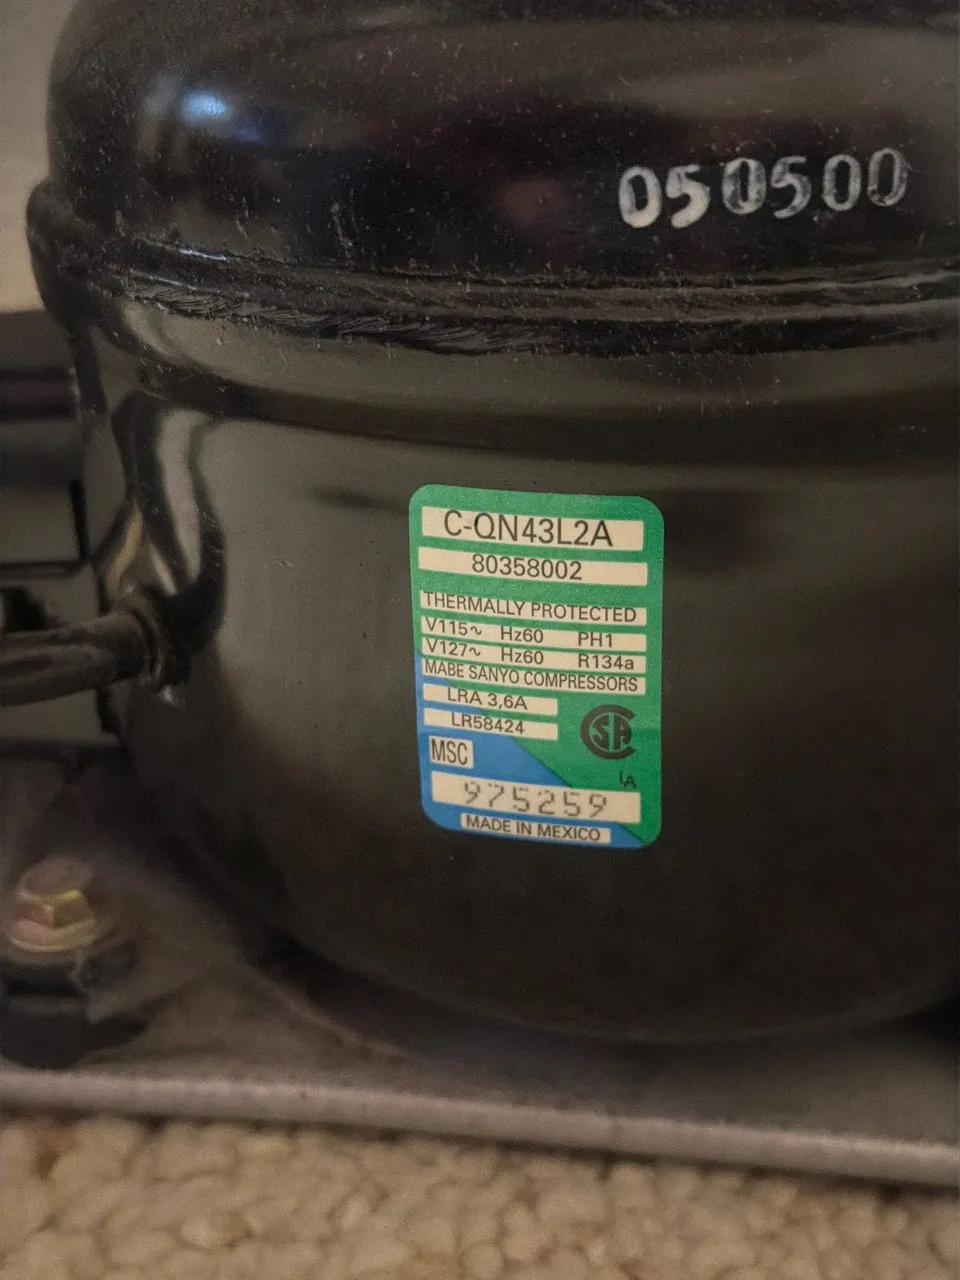 050500
C-QN43L2A
80358002
THERMALLY PROTECTED
V115~ Hz60 PH1
V127~ Hz60 R134a
MABE SANYO COMPRESSORS
LRA 3,6A
LR58424
MSC
975259
MADE IN MEXICO